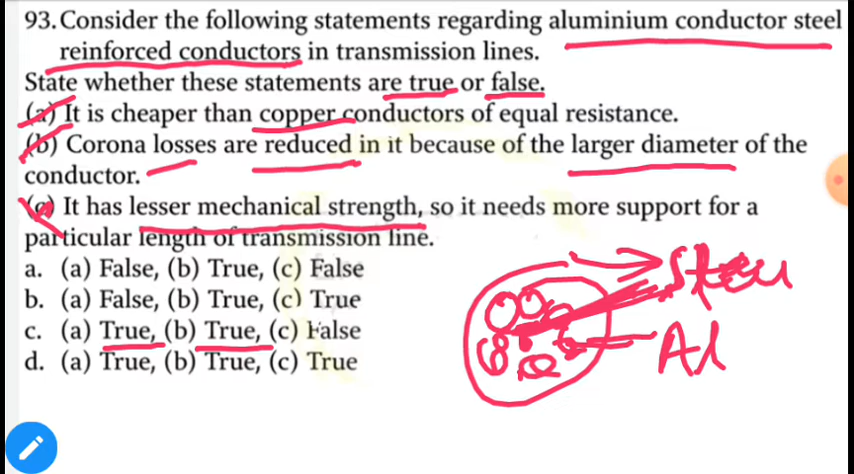 93. Consider the following statements regarding aluminium conductor steel
reinforced conductors in transmission lines.
State whether these statements are true or false.
(a) It is cheaper than copper conductors of equal resistance.
(b) Corona losses are reduced in it because of the larger diameter of the
conductor.
(c) It has lesser mechanical strength, so it needs more support for a
particular length of transmission line.
a. (a) False, (b) True, (c) False
b. (a) False, (b) True, (c) True
c. (a) True, (b) True, (c) False
d. (a) True, (b) True, (c) True
Steel
Al